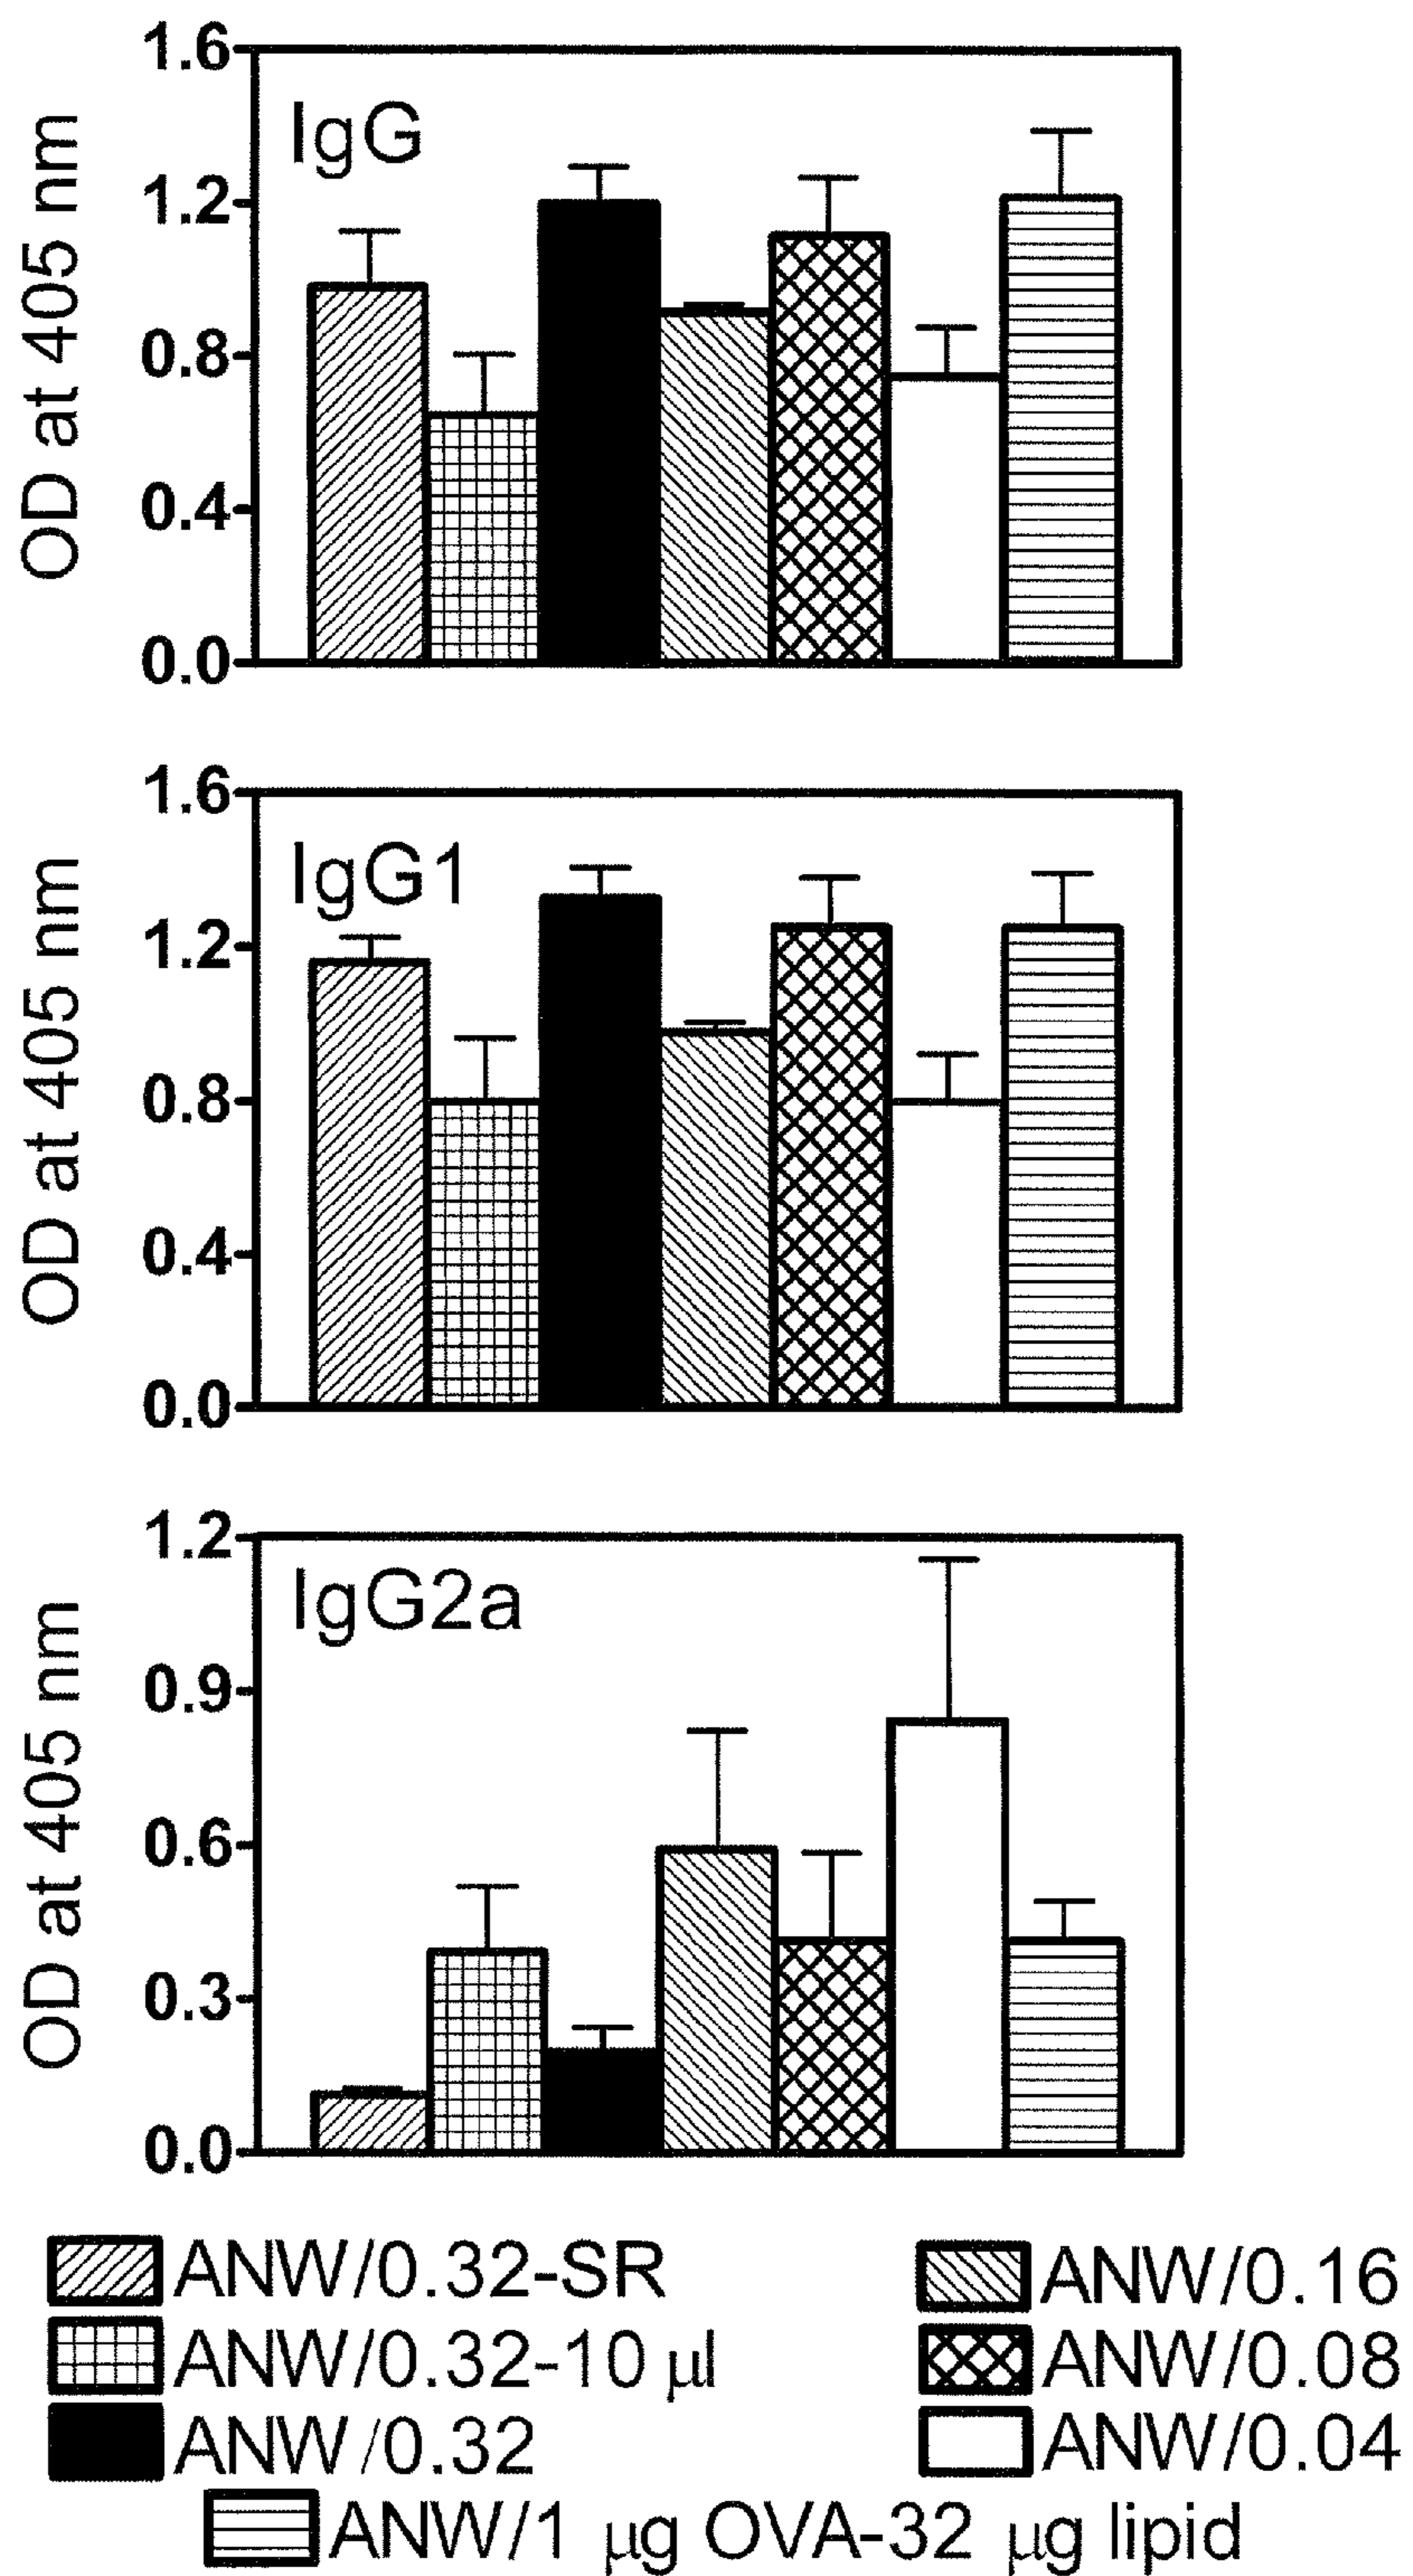 OD at 405 nm
1.6
1.2
0.8
0.4
0.0
IgG
OD at 405 nm
1.6
1.2
0.8
0.4
0.0
IgG1
OD at 405 nm
1.2
0.9
0.6
0.3
0.0
IgG2a
ANW/0.32-SR
ANW/0.32-10 µl
ANW/0.32
ANW/0.16
ANW/0.08
ANW/0.04
ANW/1 µg OVA-32 µg lipid